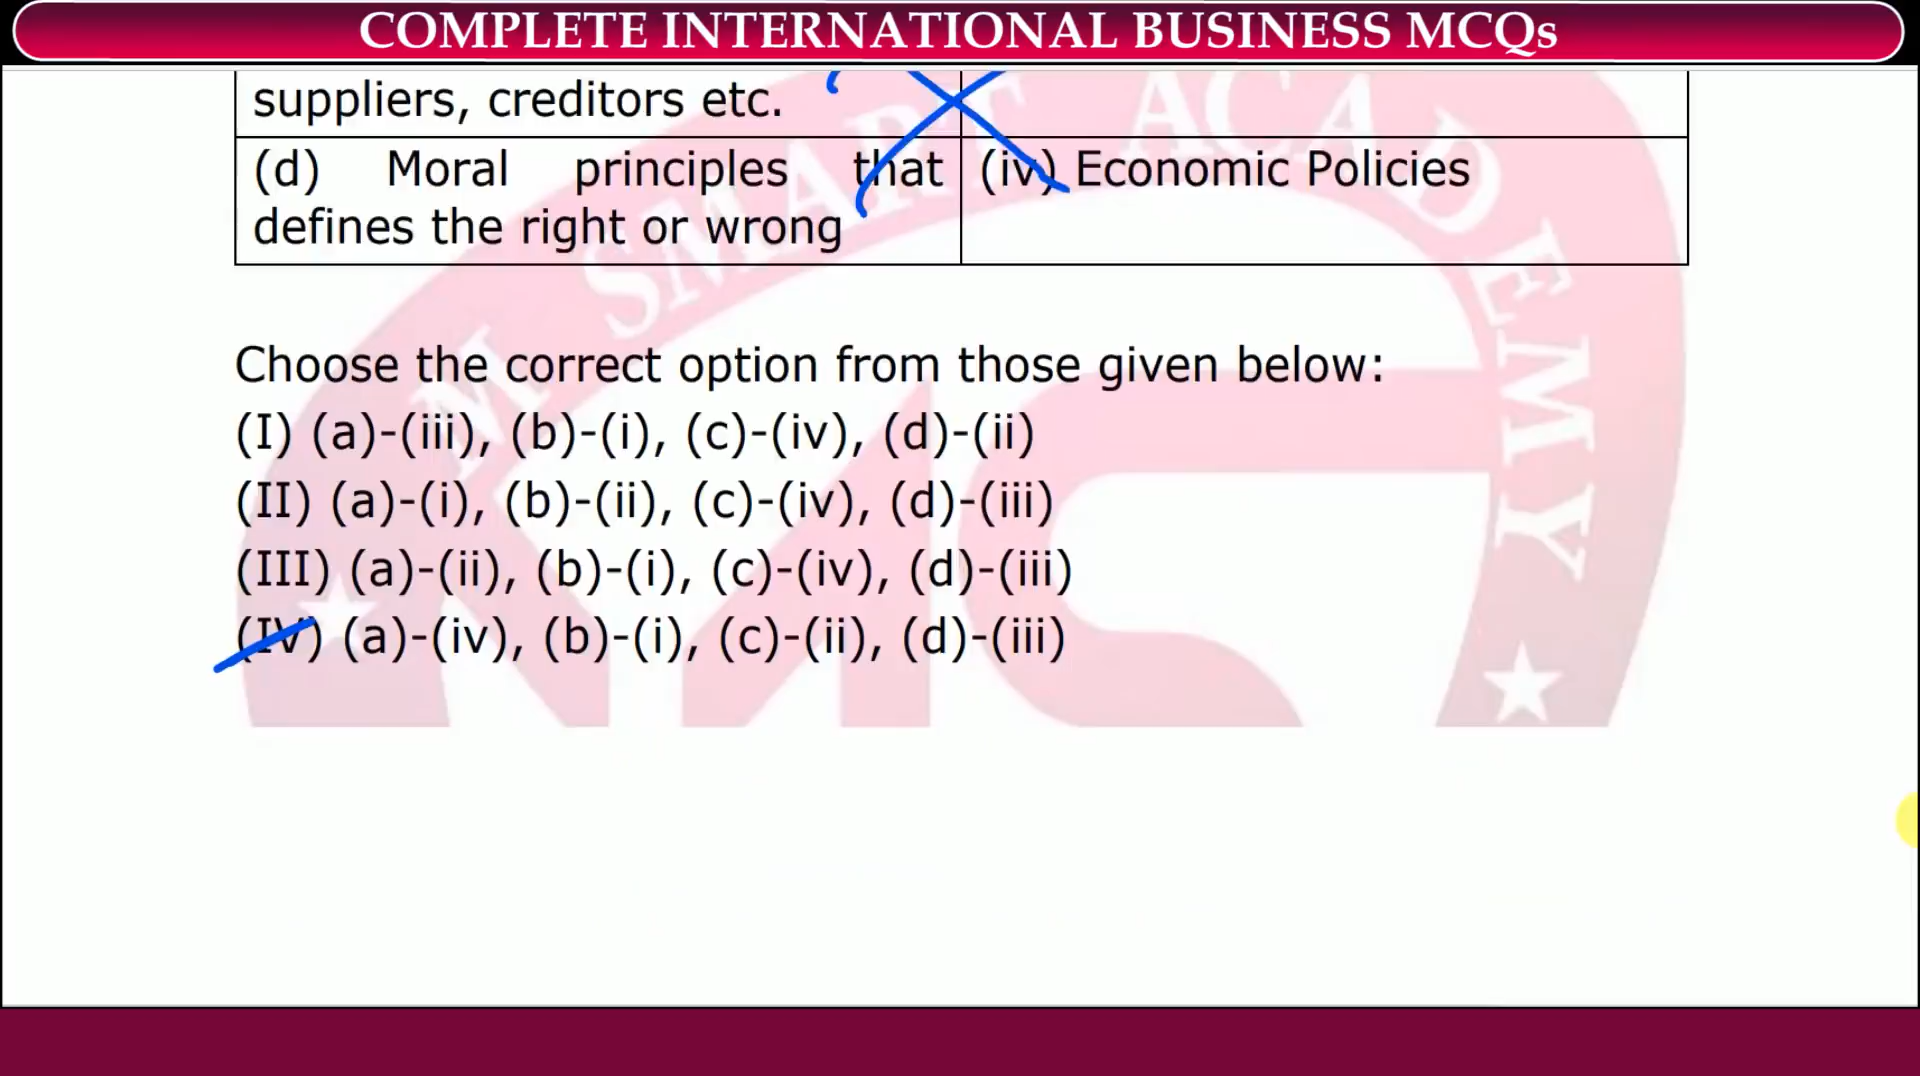 COMPLETE INTERNATIONAL BUSINESS MCQs
suppliers, creditors etc.
(d) Moral principles that
defines the right or wrong
(iv) Economic Policies
M SMART ACADEMY
Choose the correct option from those given below:
(I) (a)-(iii), (b)-(i), (c)-(iv), (d)-(ii)
(II) (a)-(i), (b)-(ii), (c)-(iv), (d)-(iii)
(III) (a)-(ii), (b)-(i), (c)-(iv), (d)-(iii)
(IV) (a)-(iv), (b)-(i), (c)-(ii), (d)-(iii)